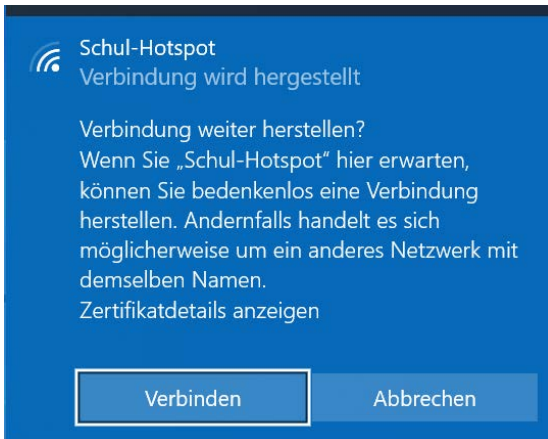 Schul-Hotspot
Verbindung wird hergestellt
Verbindung weiter herstellen?
Wenn Sie „Schul-Hotspot“ hier erwarten,
können Sie bedenkenlos eine Verbindung
herstellen. Andernfalls handelt es sich
möglicherweise um ein anderes Netzwerk mit
demselben Namen.
Zertifikatdetails anzeigen
Verbinden
Abbrechen